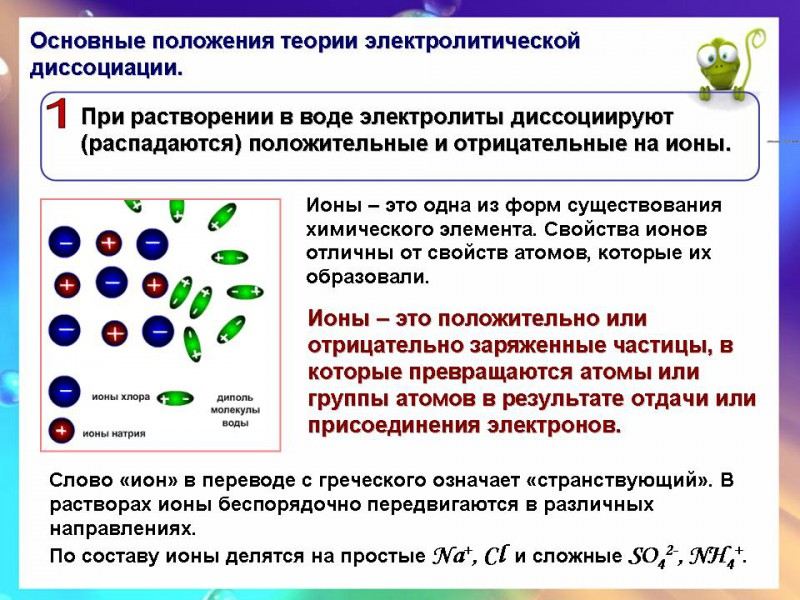 Основные положения теории электролитической
диссоциации.
1
При растворении в воде электролиты диссоциируют
(распадаются) положительные и отрицательные на ионы.
Ионы – это одна из форм существования
химического элемента. Свойства ионов
отличны от свойств атомов, которые их
образовали.
Ионы – это положительно или
отрицательно заряженные частицы, в
которые превращаются атомы или
группы атомов в результате отдачи или
присоединения электронов.
ионы хлора
диполь
молекулы
воды
ионы натрия
Слово «ион» в переводе с греческого означает «странствующий». В
растворах ионы беспорядочно передвигаются в различных
направлениях.
По составу ионы делятся на простые Na⁺, Cl и сложные SO₄²⁻, NH₄⁺.